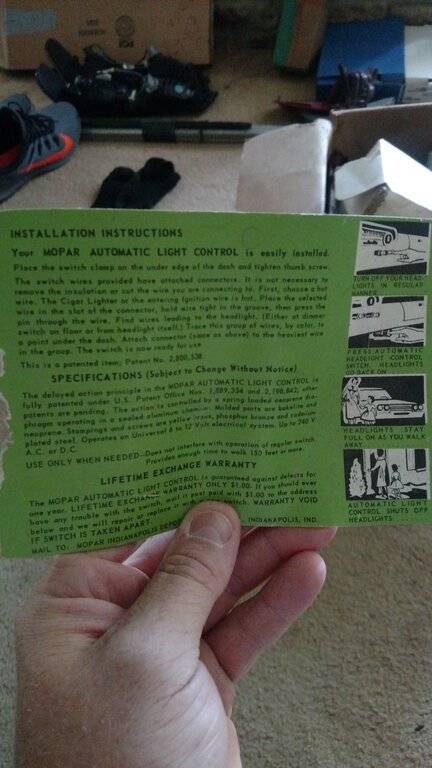 INSTALLATION INSTRUCTIONS
Your MOPAR AUTOMATIC LIGHT CONTROL is easily installed.
Place the switch clamp on the under edge of the dash and tighten thumb screw.
The switch wires provided have attached connectors. It is not necessary to
remove the insulation or cut the wire you are connecting to. First, choose a hot
wire. The Cigar Lighter or the entering Ignition wire is hot. Place the selected
wire in the slot of the connector, hold wire tight in the groove, then press the
pin through the wire. Find wires leading to the headlight. (Either at dimmer
switch on floor or from headlight itself.) Trace this group of wires, by color, to
a point under the dash. Attach connector (same as above) to the heaviest wire
in the group. The switch is now ready for use
This is a patented item; Patent No. 2,800,538
SPECIFICATIONS (Subject to Change Without Notice)
The delayed action principle in the MOPAR AUTOMATIC LIGHT CONTROL is
fully patented under U.S. Patent Office Nos. other
patents are pending. The action is controlled by a spring loaded neoprene dia-
phragm operating in a sealed aluminum chamber. Molded parts are bakelite and
neoprene. Stampings and screws are brass, phosphor bronze and cadmium
plated steel. Operates on Universal 6 to 12 Volt electrical system. Up to 240 V
A.C. or D.C.
USE ONLY WHEN NEEDED...Does not interfere with operation of regular switch.
Provides enough time to walk 150 feet or more.
LIFETIME EXCHANGE WARRANTY
The MOPAR AUTOMATIC LIGHT CONTROL is guaranteed against defects for
one year. LIFETIME EXCHANGE WARRANTY ONLY $1.00. If you should ever
have any trouble with the switch, mail it post paid with $1.00 to the address
below and we will repair or replace it with switch. WARRANTY VOID
IF SWITCH IS TAKEN APART.
MAIL TO: MOPAR INDIANAPOLIS DEPOT INDIANAPOLIS, IND.
TURN OFF YOUR HEAD-
LIGHTS IN REGULAR
MANNER
PRESS AUTOMATIC
HEADLIGHT CONTROL
SWITCH. HEADLIGHTS
GO BACK ON
HEADLIGHTS STAY
FULL ON AS YOU WALK
AWAY
AUTOMATIC LIGHT
CONTROL SHUTS OFF
HEADLIGHTS